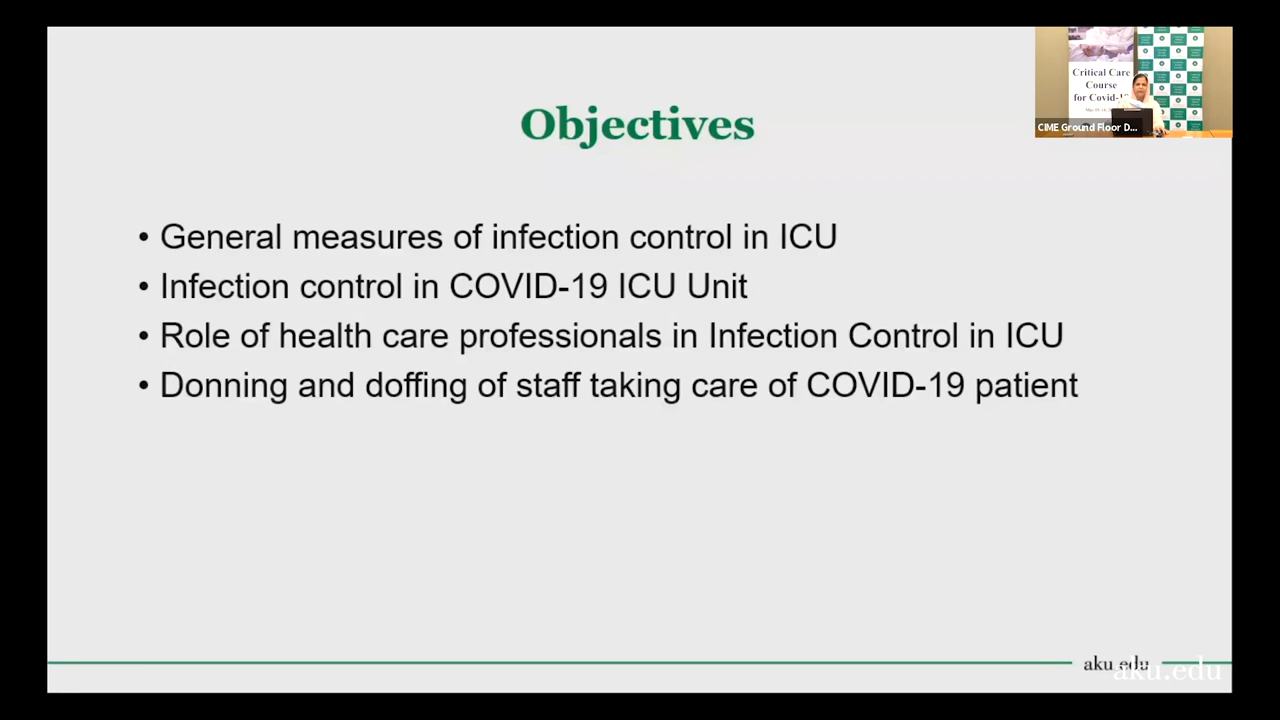 Objectives
• General measures of infection control in ICU
• Infection control in COVID-19 ICU Unit
• Role of health care professionals in Infection Control in ICU
• Donning and doffing of staff taking care of COVID-19 patient
Critical Care
Course
for Covid-1
CIME Ground Floor D...
aku.edu
aku.edu